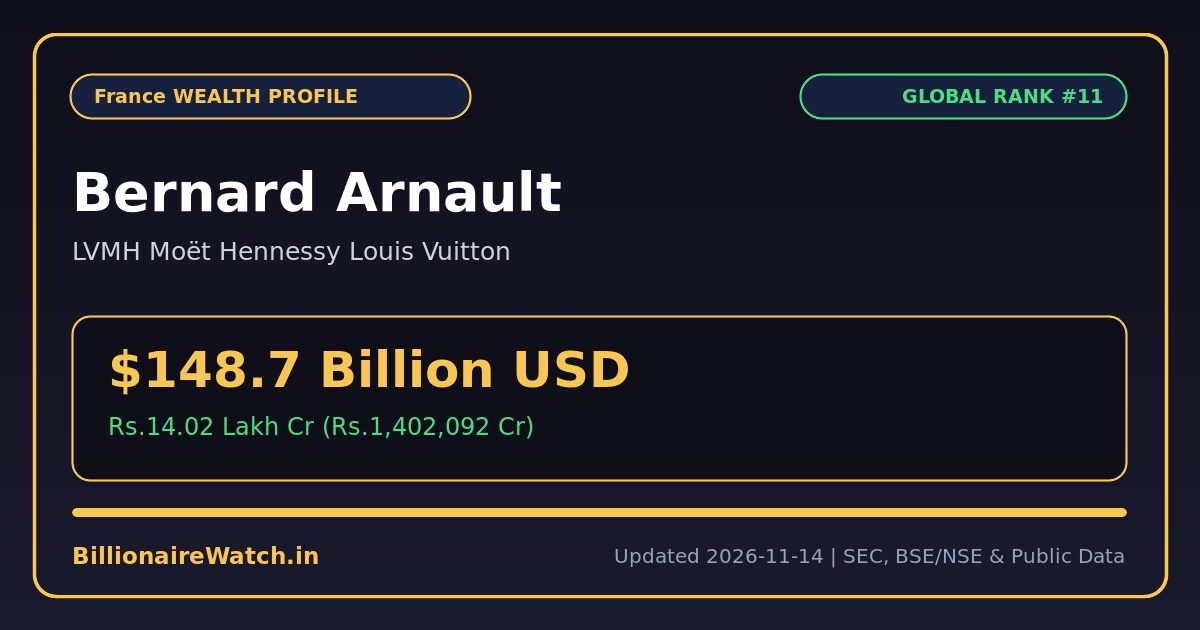 France WEALTH PROFILE
GLOBAL RANK #11
Bernard Arnault
LVMH Moët Hennessy Louis Vuitton
$148.7 Billion USD
Rs.14.02 Lakh Cr (Rs.1,402,092 Cr)
BillionaireWatch.in
Updated 2026-11-14 | SEC, BSE/NSE & Public Data